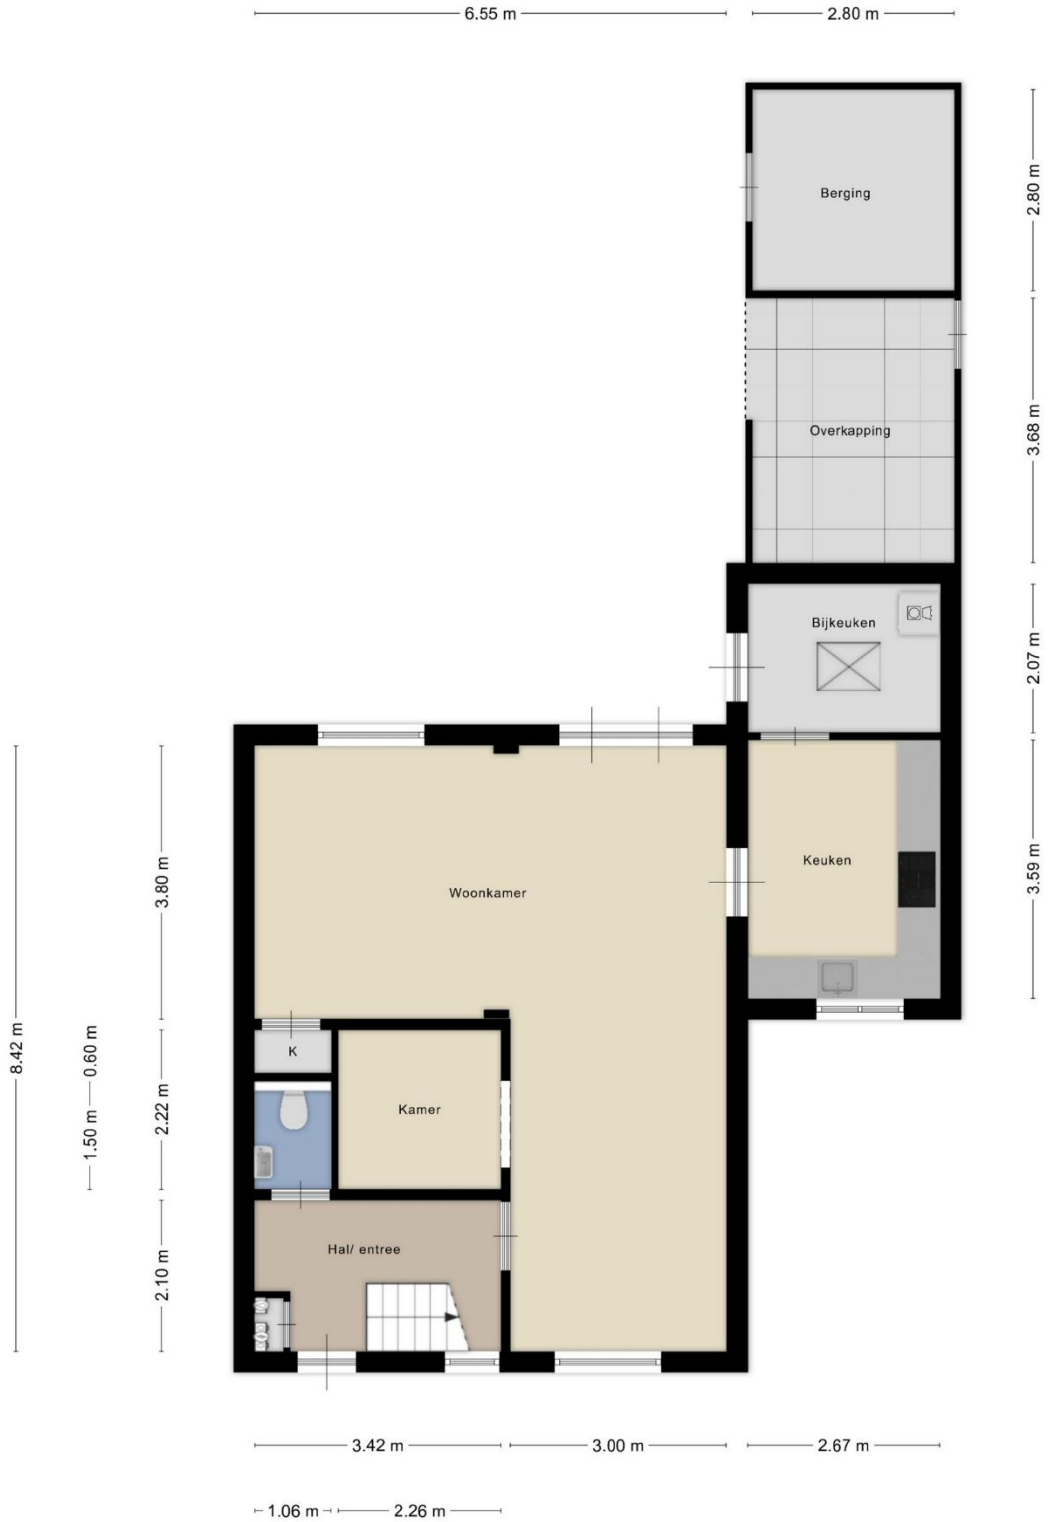 6.55 m
2.80 m
Berging
2.80 m
Overkapping
3.68 m
Bijkeuken
2.07 m
Keuken
3.59 m
Woonkamer
3.80 m
8.42 m
0.60 m
1.50 m
2.22 m
K
Kamer
Hal/ entree
2.10 m
3.42 m
3.00 m
2.67 m
1.06 m
2.26 m